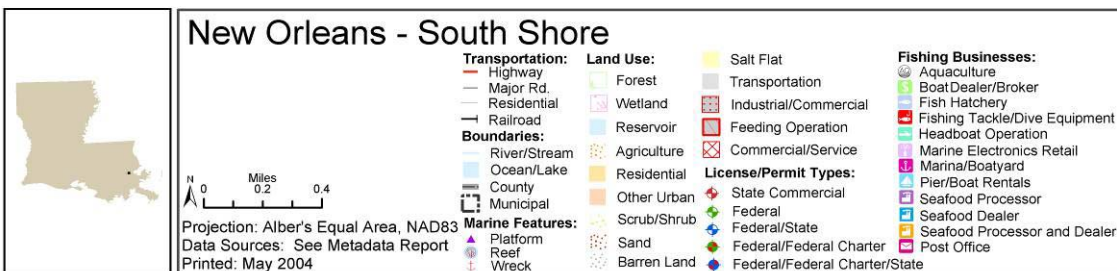 New Orleans - South Shore
N
Miles
0 0.2 0.4
Projection: Alber's Equal Area, NAD83
Data Sources: See Metadata Report
Printed: May 2004
Transportation:
Highway
Major Rd.
Residential
Railroad
Boundaries:
River/Stream
Ocean/Lake
County
Municipal
Marine Features:
Platform
Reef
Wreck
Land Use:
Forest
Wetland
Reservoir
Agriculture
Residential
Other Urban
Scrub/Shrub
Sand
Barren Land
Salt Flat
Transportation
Industrial/Commercial
Feeding Operation
Commercial/Service
License/Permit Types:
State Commercial
Federal
Federal/State
Federal/Federal Charter
Federal/Federal Charter/State
Fishing Businesses:
Aquaculture
BoatDealer/Broker
Fish Hatchery
Fishing Tackle/Dive Equipment
Headboat Operation
Marine Electronics Retail
Marina/Boatyard
Pier/Boat Rentals
Seafood Processor
Seafood Dealer
Seafood Processor and Dealer
Post Office